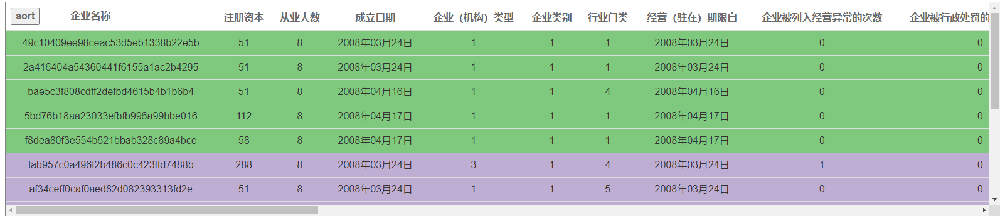 sort 企业名称 注册资本 从业人数 成立日期 企业（机构）类型 企业类别 行业门类 经营（驻在）期限自 企业被列入经营异常的次数 企业被行政处罚的
49c10409ee98ceac53d5eb1338b22e5b 51 8 2008年03月24日 1 1 1 2008年03月24日 0 0
2a416404a54360441f6155a1ac2b4295 51 8 2008年03月24日 1 1 1 2008年03月24日 0 0
bae5c3f808cdff2defbd4615b4b1b6b4 51 8 2008年04月16日 1 1 4 2008年04月16日 0 0
5bd76b18aa23033efbfb996a99bbe016 112 8 2008年04月17日 1 1 1 2008年04月17日 0 0
f8dea80f3e554b621bbab328c89a4bce 58 8 2008年04月17日 1 1 1 2008年04月17日 0 0
fab957c0a496f2b486c0c423ffd7488b 288 8 2008年03月24日 3 1 4 2008年03月24日 1 0
af34ceff0caf0aed82d082393313fd2e 51 8 2008年03月24日 1 1 5 2008年03月24日 0 0